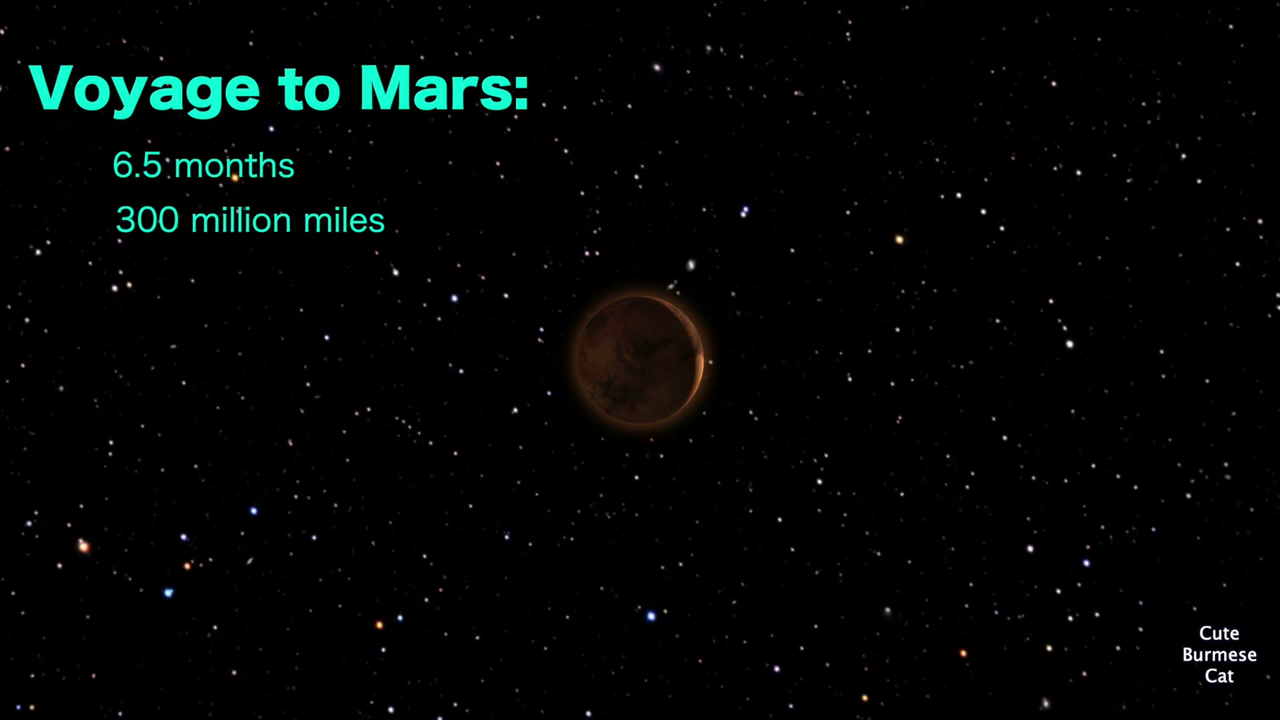 Voyage to Mars:
6.5 months
300 million miles
Cute
Burmese
Cat